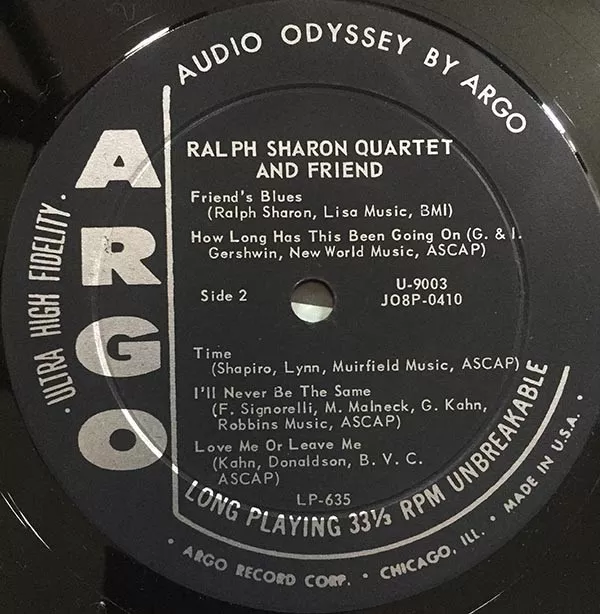 AUDIO ODYSSEY BY ARGO
ARGO
· ULTRA HIGH FIDELITY ·
RALPH SHARON QUARTET
AND FRIEND
Friend's Blues
(Ralph Sharon, Lisa Music, BMI)
How Long Has This Been Going On (G. & I.
Gershwin, New World Music, ASCAP)
Side 2
U-9003
JO8P-0410
Time
(Shapiro, Lynn, Muirfield Music, ASCAP)
I'll Never Be The Same
(F. Signorelli, M. Malneck, G. Kahn,
Robbins Music, ASCAP)
Love Me Or Leave Me
(Kahn, Donaldson, B. V. C.
ASCAP)
LP-635
LONG PLAYING 33⅓ RPM UNBREAKABLE
· ARGO RECORD CORP. · CHICAGO, ILL. · MADE IN U.S.A. ·